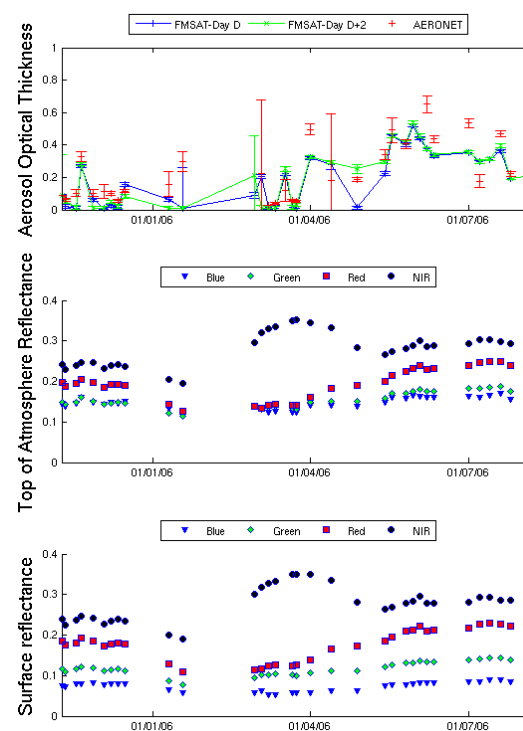 FMSAT-Day D FMSAT-Day D+2 AERONET
Aerosol Optical Thickness
1
0.8
0.6
0.4
0.2
0
01/01/06 01/04/06 01/07/06
Blue Green Red NIR
Top of Atmosphere Reflectance
0.4
0.3
0.2
0.1
0
01/01/06 01/04/06 01/07/06
Blue Green Red NIR
Surface reflectance
0.4
0.3
0.2
0.1
0
01/01/06 01/04/06 01/07/06